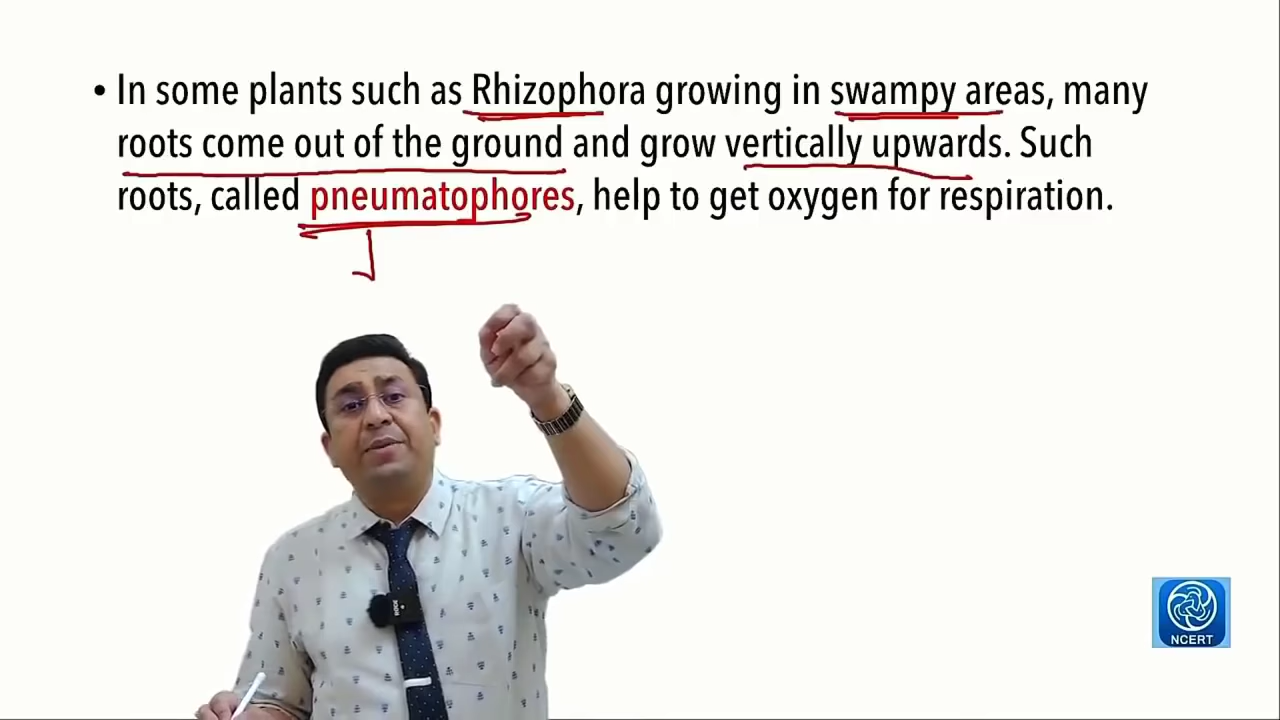 • In some plants such as Rhizophora growing in swampy areas, many
roots come out of the ground and grow vertically upwards. Such
roots, called pneumatophores, help to get oxygen for respiration.
NCERT